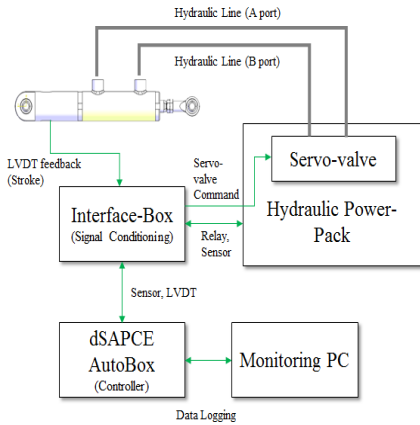 Hydraulic Line (A port)
Hydraulic Line (B port)
LVDT feedback
(Stroke)
Servo-
valve
Command
Servo-valve
Hydraulic Power-
Pack
Interface-Box
(Signal Conditioning)
Relay,
Sensor
Sensor, LVDT
dSAPCE
AutoBox
(Controller)
Monitoring PC
Data Logging